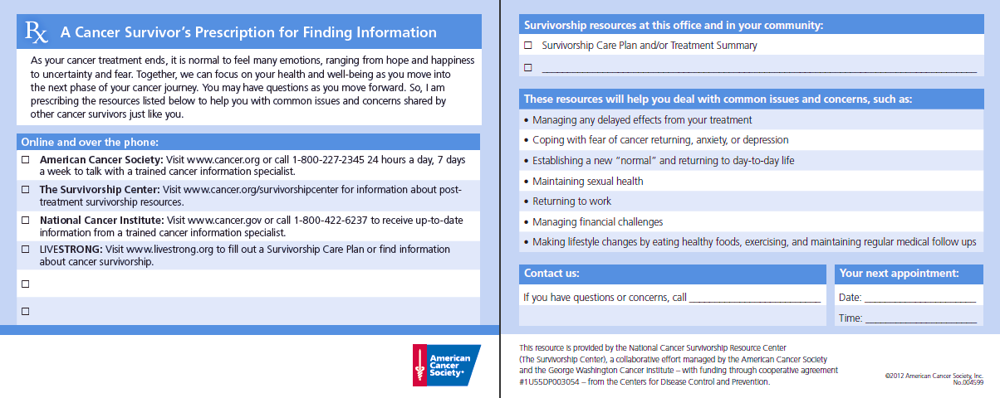 Rx A Cancer Survivor's Prescription for Finding Information
As your cancer treatment ends, it is normal to feel many emotions, ranging from hope and happiness
to uncertainty and fear. Together, we can focus on your health and well-being as you move into
the next phase of your cancer journey. You may have questions as you move forward. So, I am
prescribing the resources listed below to help you with common issues and concerns shared by
other cancer survivors just like you.
Online and over the phone:
☐ American Cancer Society: Visit www.cancer.org or call 1-800-227-2345 24 hours a day, 7 days
a week to talk with a trained cancer information specialist.
☐ The Survivorship Center: Visit www.cancer.org/survivorshipcenter for information about post-
treatment survivorship resources.
☐ National Cancer Institute: Visit www.cancer.gov or call 1-800-422-6237 to receive up-to-date
information from a trained cancer information specialist.
☐ LIVESTRONG: Visit www.livestrong.org to fill out a Survivorship Care Plan or find information
about cancer survivorship.
☐
☐
American
Cancer
Society®
Survivorship resources at this office and in your community:
☐ Survivorship Care Plan and/or Treatment Summary
☐ ____________________
These resources will help you deal with common issues and concerns, such as:
• Managing any delayed effects from your treatment
• Coping with fear of cancer returning, anxiety, or depression
• Establishing a new "normal" and returning to day-to-day life
• Maintaining sexual health
• Returning to work
• Managing financial challenges
• Making lifestyle changes by eating healthy foods, exercising, and maintaining regular medical follow ups
Contact us:
If you have questions or concerns, call ____________________
Your next appointment:
Date: ____________________
Time: ____________________
This resource is provided by the National Cancer Survivorship Resource Center
(The Survivorship Center), a collaborative effort managed by the American Cancer Society
and the George Washington Cancer Institute – with funding through cooperative agreement
#1U55DP003054 – from the Centers for Disease Control and Prevention.
©2012 American Cancer Society, Inc.
No.004599